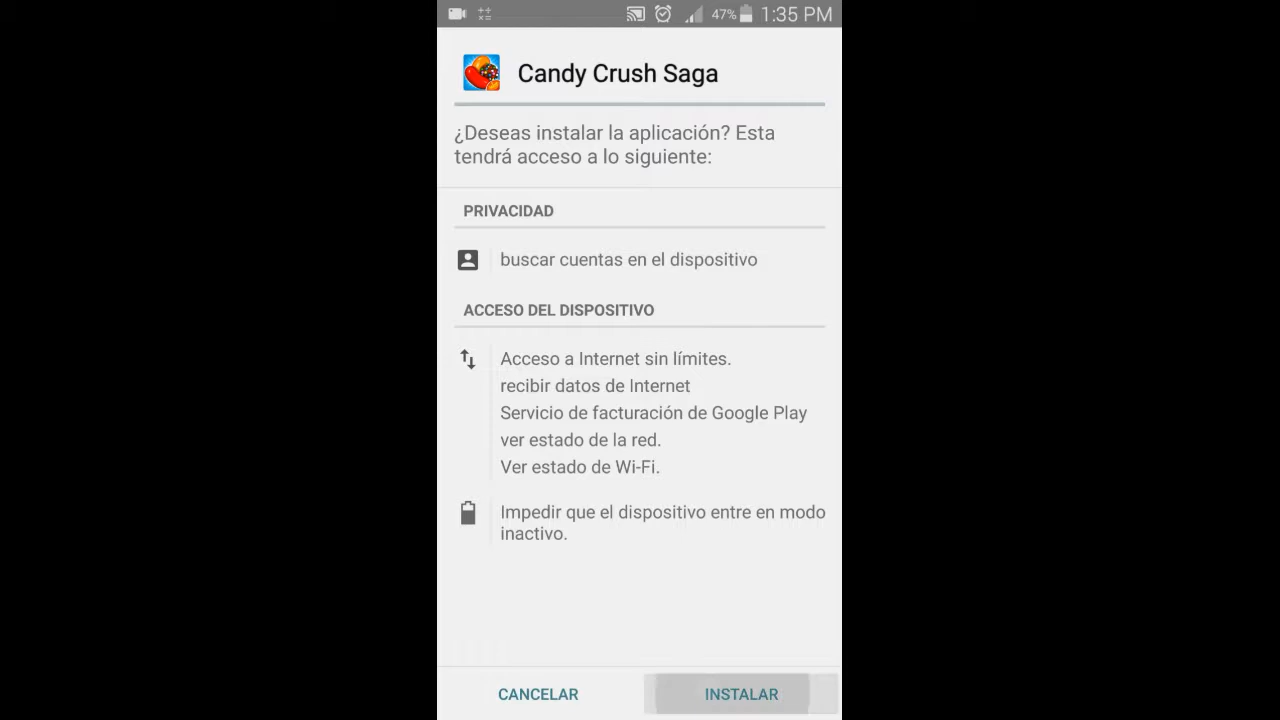 47% 1:35 PM
Candy Crush Saga
¿Deseas instalar la aplicación? Esta
tendrá acceso a lo siguiente:
PRIVACIDAD
buscar cuentas en el dispositivo
ACCESO DEL DISPOSITIVO
Acceso a Internet sin límites.
recibir datos de Internet
Servicio de facturación de Google Play
ver estado de la red.
Ver estado de Wi-Fi.
Impedir que el dispositivo entre en modo
inactivo.
CANCELAR INSTALAR